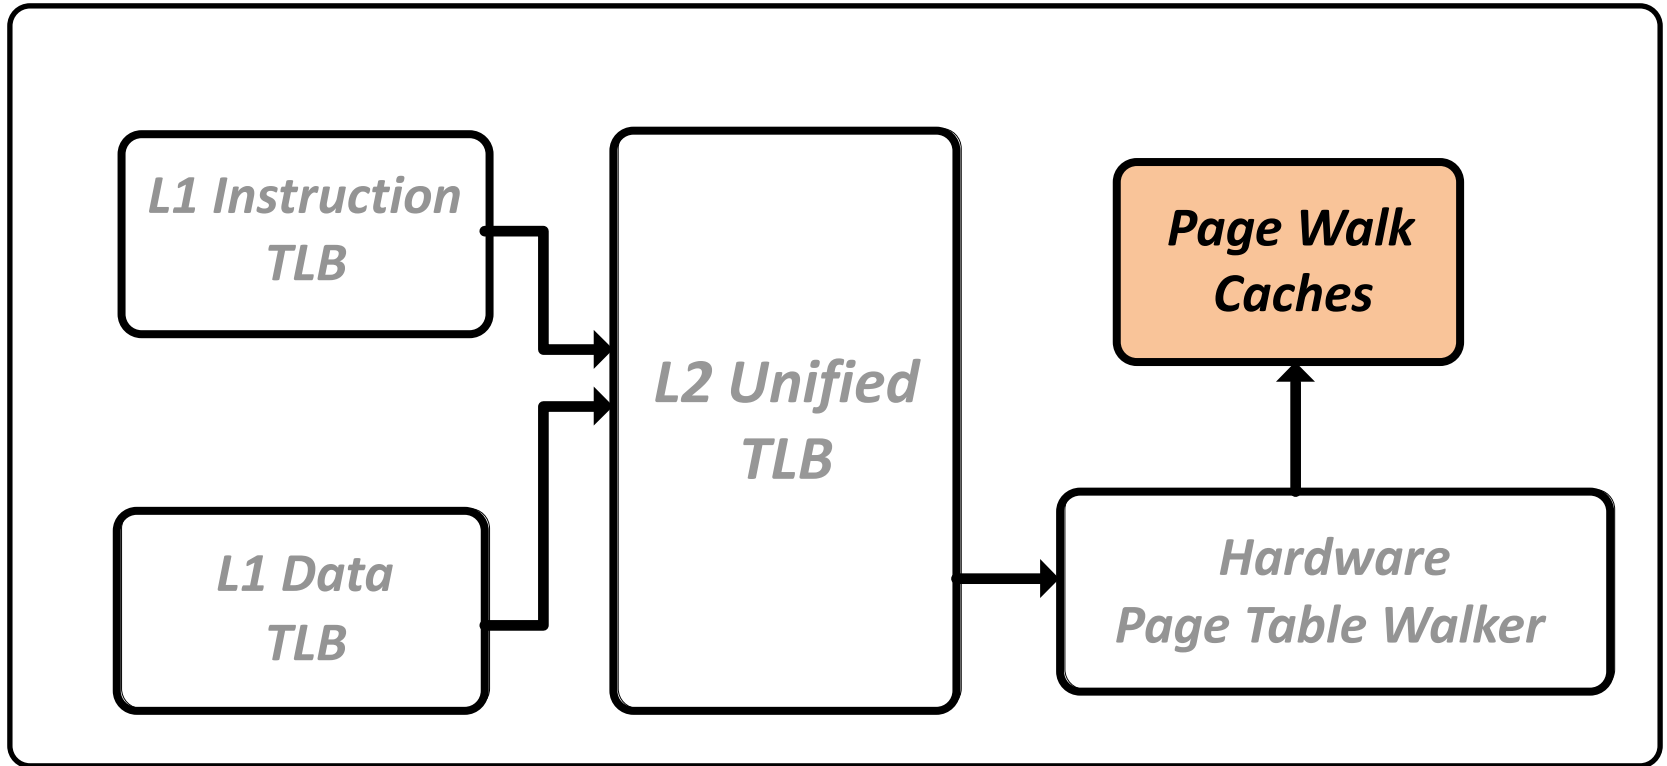 L1 Instruction
TLB
L1 Data
TLB
L2 Unified
TLB
Page Walk
Caches
Hardware
Page Table Walker